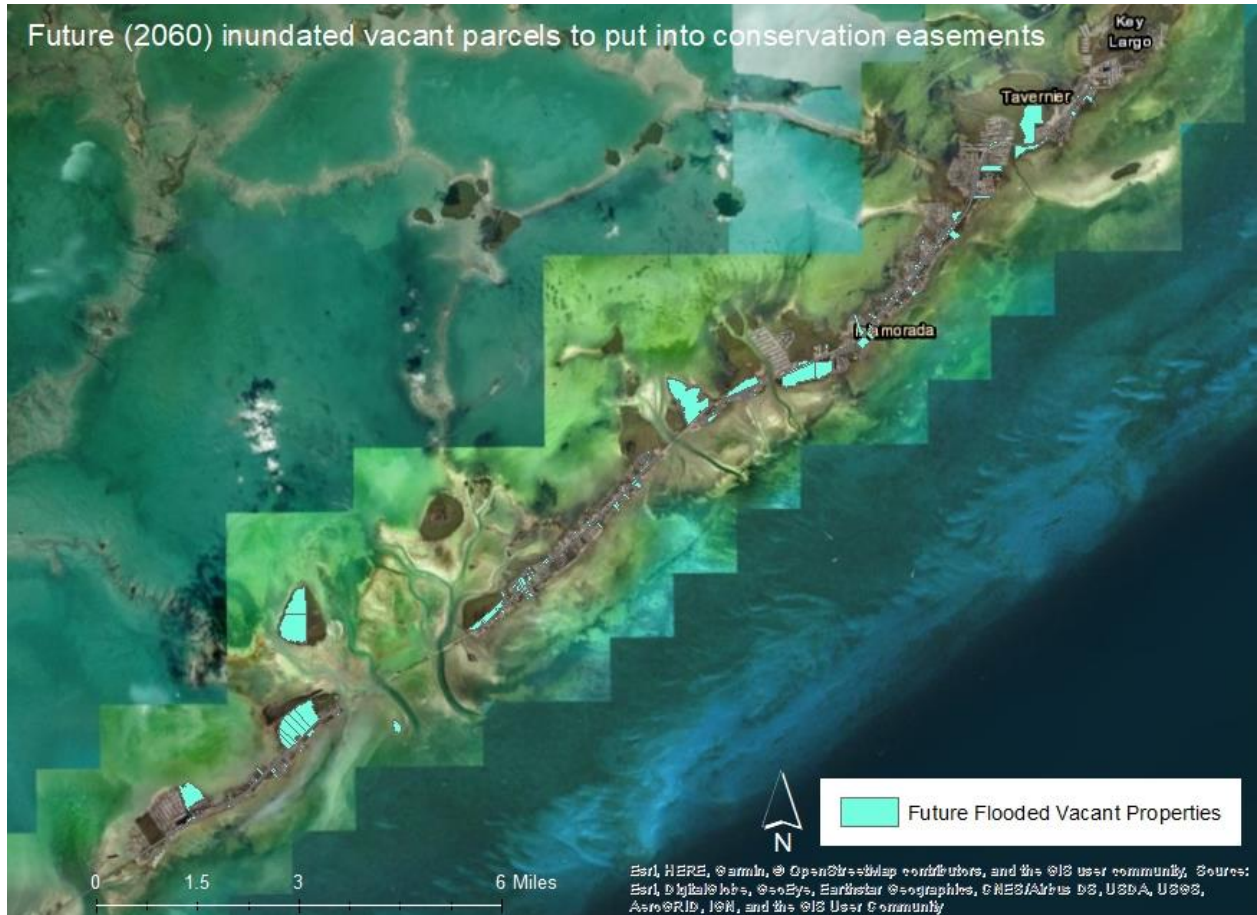 Future (2060) inundated vacant parcels to put into conservation easements
Key
Largo
Tavernier
Islamorada
N
Future Flooded Vacant Properties
0 1.5 3 6 Miles
Esri, HERE, Garmin, © OpenStreetMap contributors, and the GIS user community, Source:
Esri, DigitalGlobe, GeoEye, Earthstar Geographics, CNES/Airbus DS, USDA, USGS,
AeroGRID, IGN, and the GIS User Community